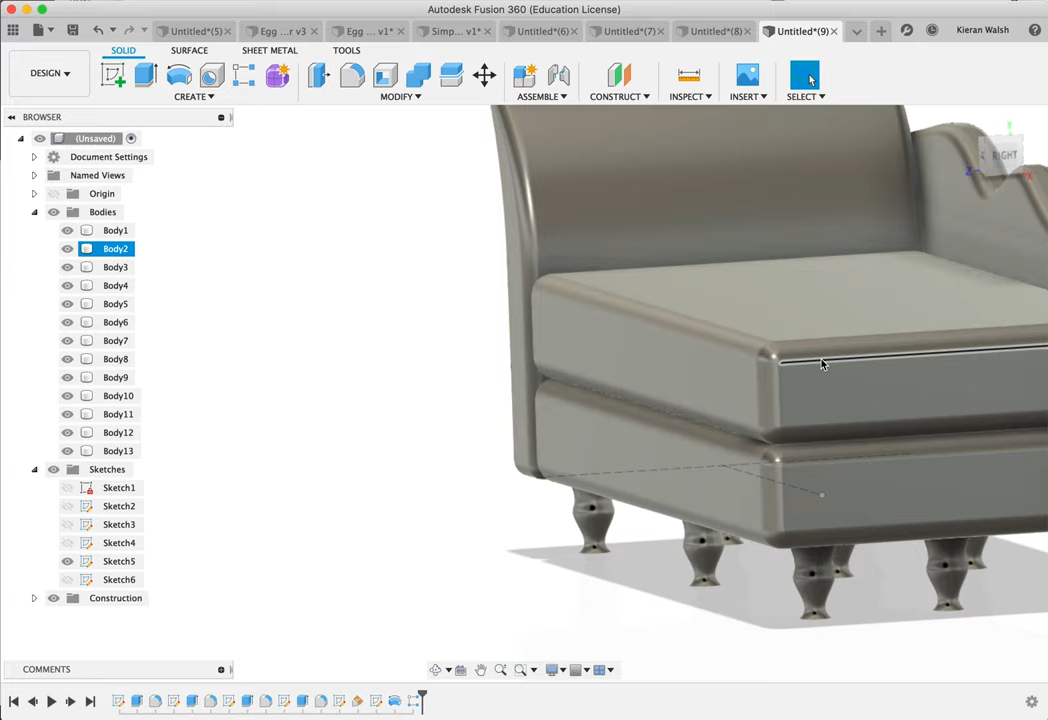 Autodesk Fusion 360 (Education License)
Untitled*(5) Egg ...r v3 Egg ... v1* Simp... v1* Untitled*(6) Untitled*(7) Untitled*(8) Untitled*(9) Kieran Walsh
SOLID SURFACE SHEET METAL TOOLS
DESIGN
CREATE MODIFY ASSEMBLE CONSTRUCT INSPECT INSERT SELECT
BROWSER
(Unsaved)
Document Settings
Named Views
Origin
Bodies
Body1
Body2
Body3
Body4
Body5
Body6
Body7
Body8
Body9
Body10
Body11
Body12
Body13
Sketches
Sketch1
Sketch2
Sketch3
Sketch4
Sketch5
Sketch6
Construction
Y
RIGHT
Z
X
COMMENTS